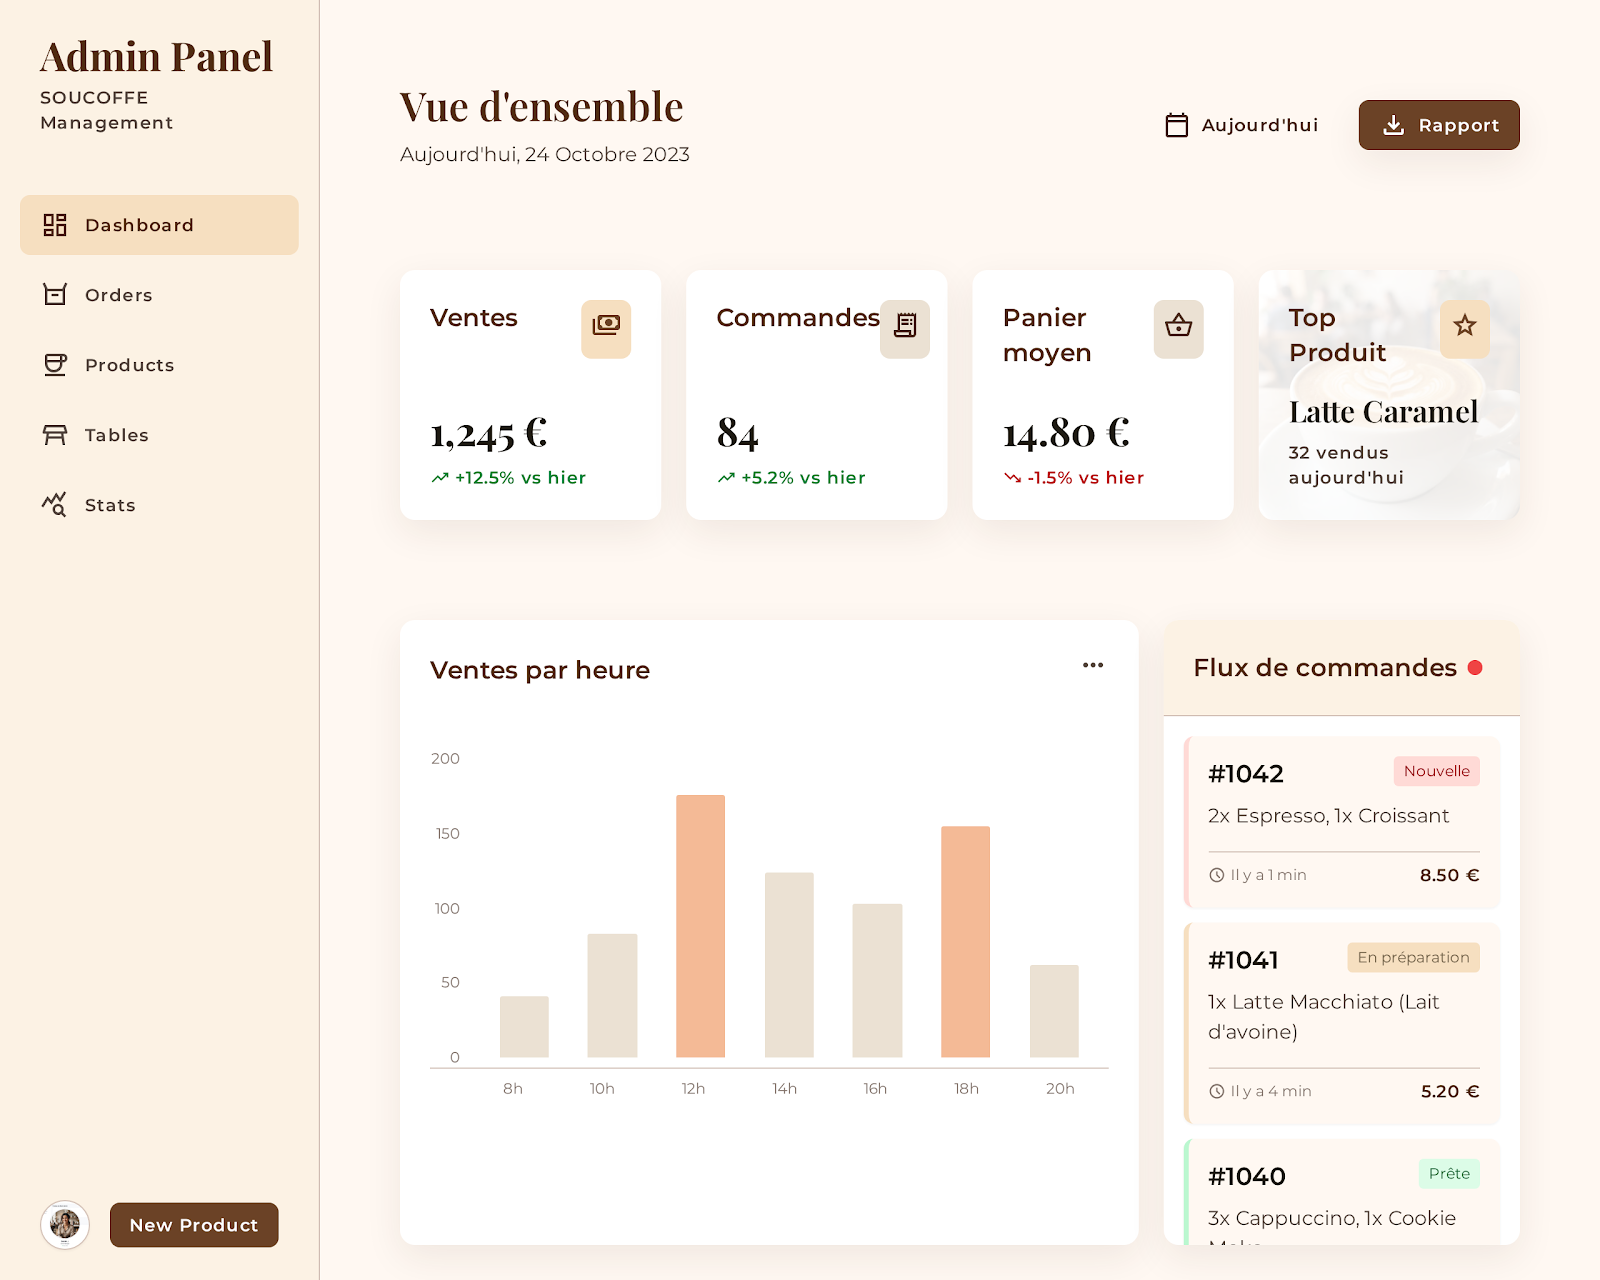 Admin Panel
SOUCOFFE
Management
Dashboard
Orders
Products
Tables
Stats
New Product
Vue d'ensemble
Aujourd'hui, 24 Octobre 2023
Aujourd'hui
Rapport
Ventes
1,245 €
+12.5% vs hier
Commandes
84
+5.2% vs hier
Panier
moyen
14.80 €
-1.5% vs hier
Top
Produit
Latte Caramel
32 vendus
aujourd'hui
Ventes par heure
200
150
100
50
0
8h
10h
12h
14h
16h
18h
20h
Flux de commandes
#1042
Nouvelle
2x Espresso, 1x Croissant
Il y a 1 min
8.50 €
#1041
En préparation
1x Latte Macchiato (Lait
d'avoine)
Il y a 4 min
5.20 €
#1040
Prête
3x Cappuccino, 1x Cookie